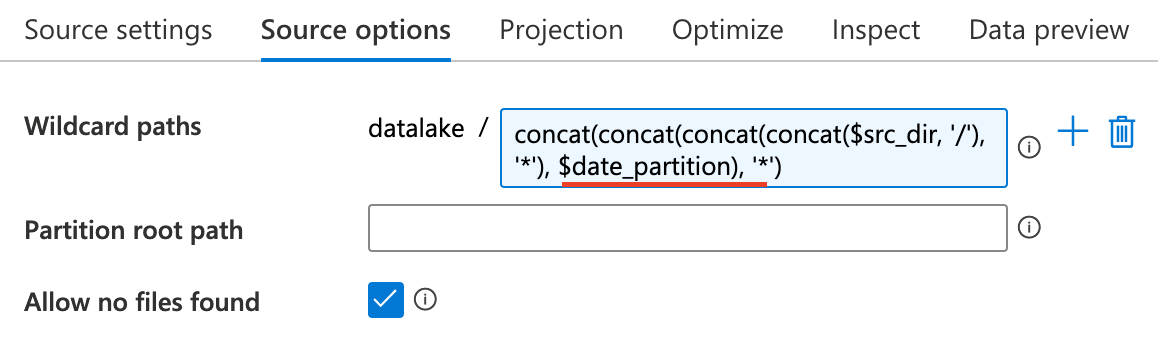 Source settings Source options Projection Optimize Inspect Data preview
Wildcard paths datalake / concat(concat(concat(concat($src_dir, '/'),
'*'), $date_partition), '*')
Partition root path
Allow no files found